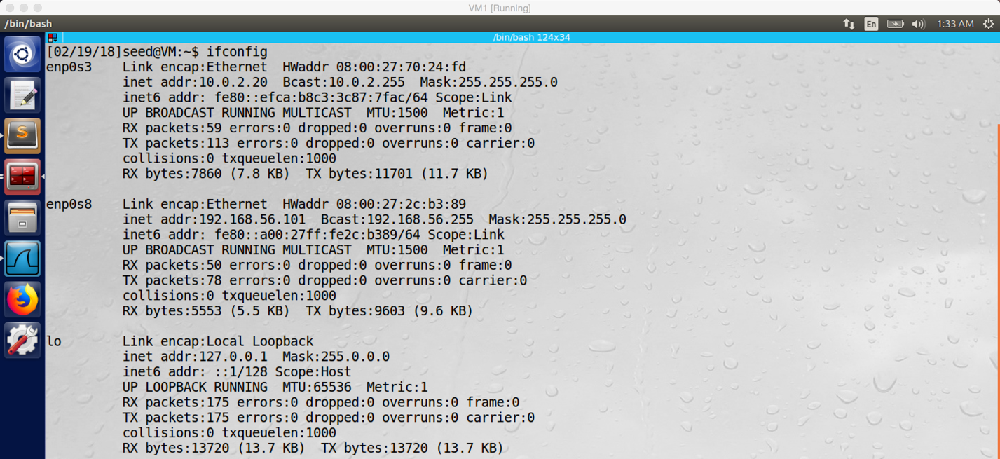 VM1 [Running]
/bin/bash
En
1:33 AM
/bin/bash 124x34
[02/19/18]seed@VM:~$ ifconfig
enp0s3    Link encap:Ethernet  HWaddr 08:00:27:70:24:fd
          inet addr:10.0.2.20  Bcast:10.0.2.255  Mask:255.255.255.0
          inet6 addr: fe80::efca:b8c3:3c87:7fac/64 Scope:Link
          UP BROADCAST RUNNING MULTICAST  MTU:1500  Metric:1
          RX packets:59 errors:0 dropped:0 overruns:0 frame:0
          TX packets:113 errors:0 dropped:0 overruns:0 carrier:0
          collisions:0 txqueuelen:1000
          RX bytes:7860 (7.8 KB)  TX bytes:11701 (11.7 KB)
enp0s8    Link encap:Ethernet  HWaddr 08:00:27:2c:b3:89
          inet addr:192.168.56.101  Bcast:192.168.56.255  Mask:255.255.255.0
          inet6 addr: fe80::a00:27ff:fe2c:b389/64 Scope:Link
          UP BROADCAST RUNNING MULTICAST  MTU:1500  Metric:1
          RX packets:50 errors:0 dropped:0 overruns:0 frame:0
          TX packets:78 errors:0 dropped:0 overruns:0 carrier:0
          collisions:0 txqueuelen:1000
          RX bytes:5553 (5.5 KB)  TX bytes:9603 (9.6 KB)
lo        Link encap:Local Loopback
          inet addr:127.0.0.1  Mask:255.0.0.0
          inet6 addr: ::1/128 Scope:Host
          UP LOOPBACK RUNNING  MTU:65536  Metric:1
          RX packets:175 errors:0 dropped:0 overruns:0 frame:0
          TX packets:175 errors:0 dropped:0 overruns:0 carrier:0
          collisions:0 txqueuelen:1000
          RX bytes:13720 (13.7 KB)  TX bytes:13720 (13.7 KB)